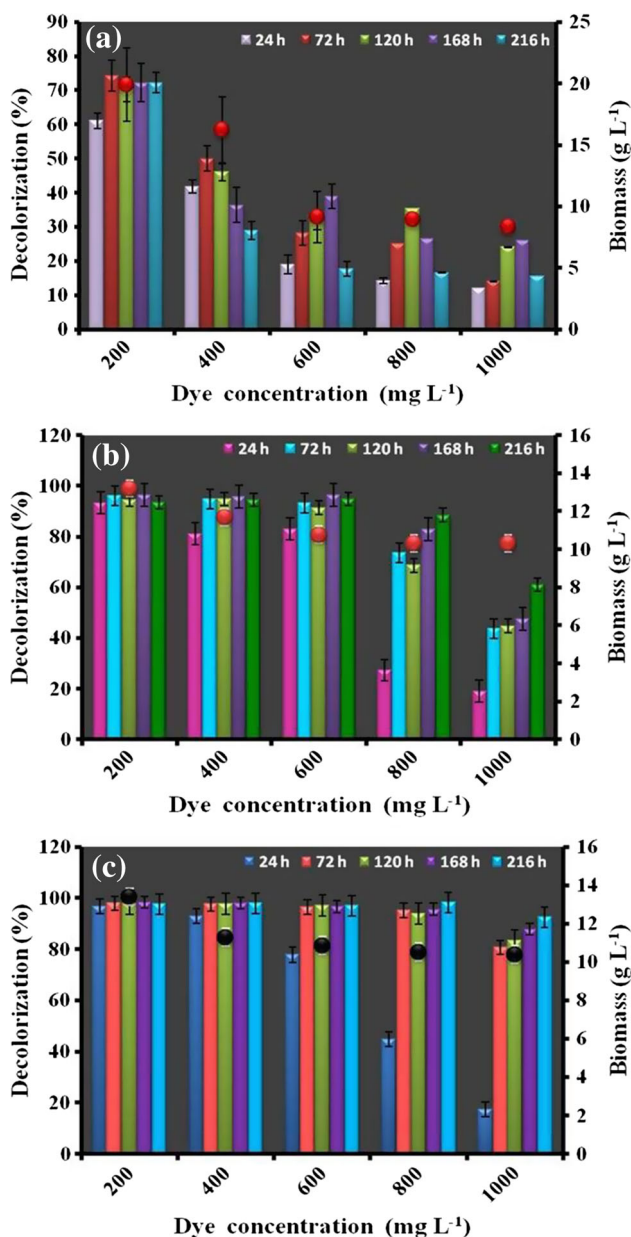 (a)
24 h 72 h 120 h 168 h 216 h
90 80 70 60 50 40 30 20 10 0
Decolorization (%)
25 20 15 10 5 0
Biomass (g L-1)
200 400 600 800 1000
Dye concentration (mg L-1)
(b)
24 h 72 h 120 h 168 h 216 h
120 100 80 60 40 20 0
Decolorization (%)
16 14 12 10 8 6 4 2 0
Biomass (g L-1)
200 400 600 800 1000
Dye concentration (mg L-1)
(c)
24 h 72 h 120 h 168 h 216 h
120 100 80 60 40 20 0
Decolorization (%)
16 14 12 10 8 6 4 2 0
Biomass (g L-1)
200 400 600 800 1000
Dye concentration (mg L-1)